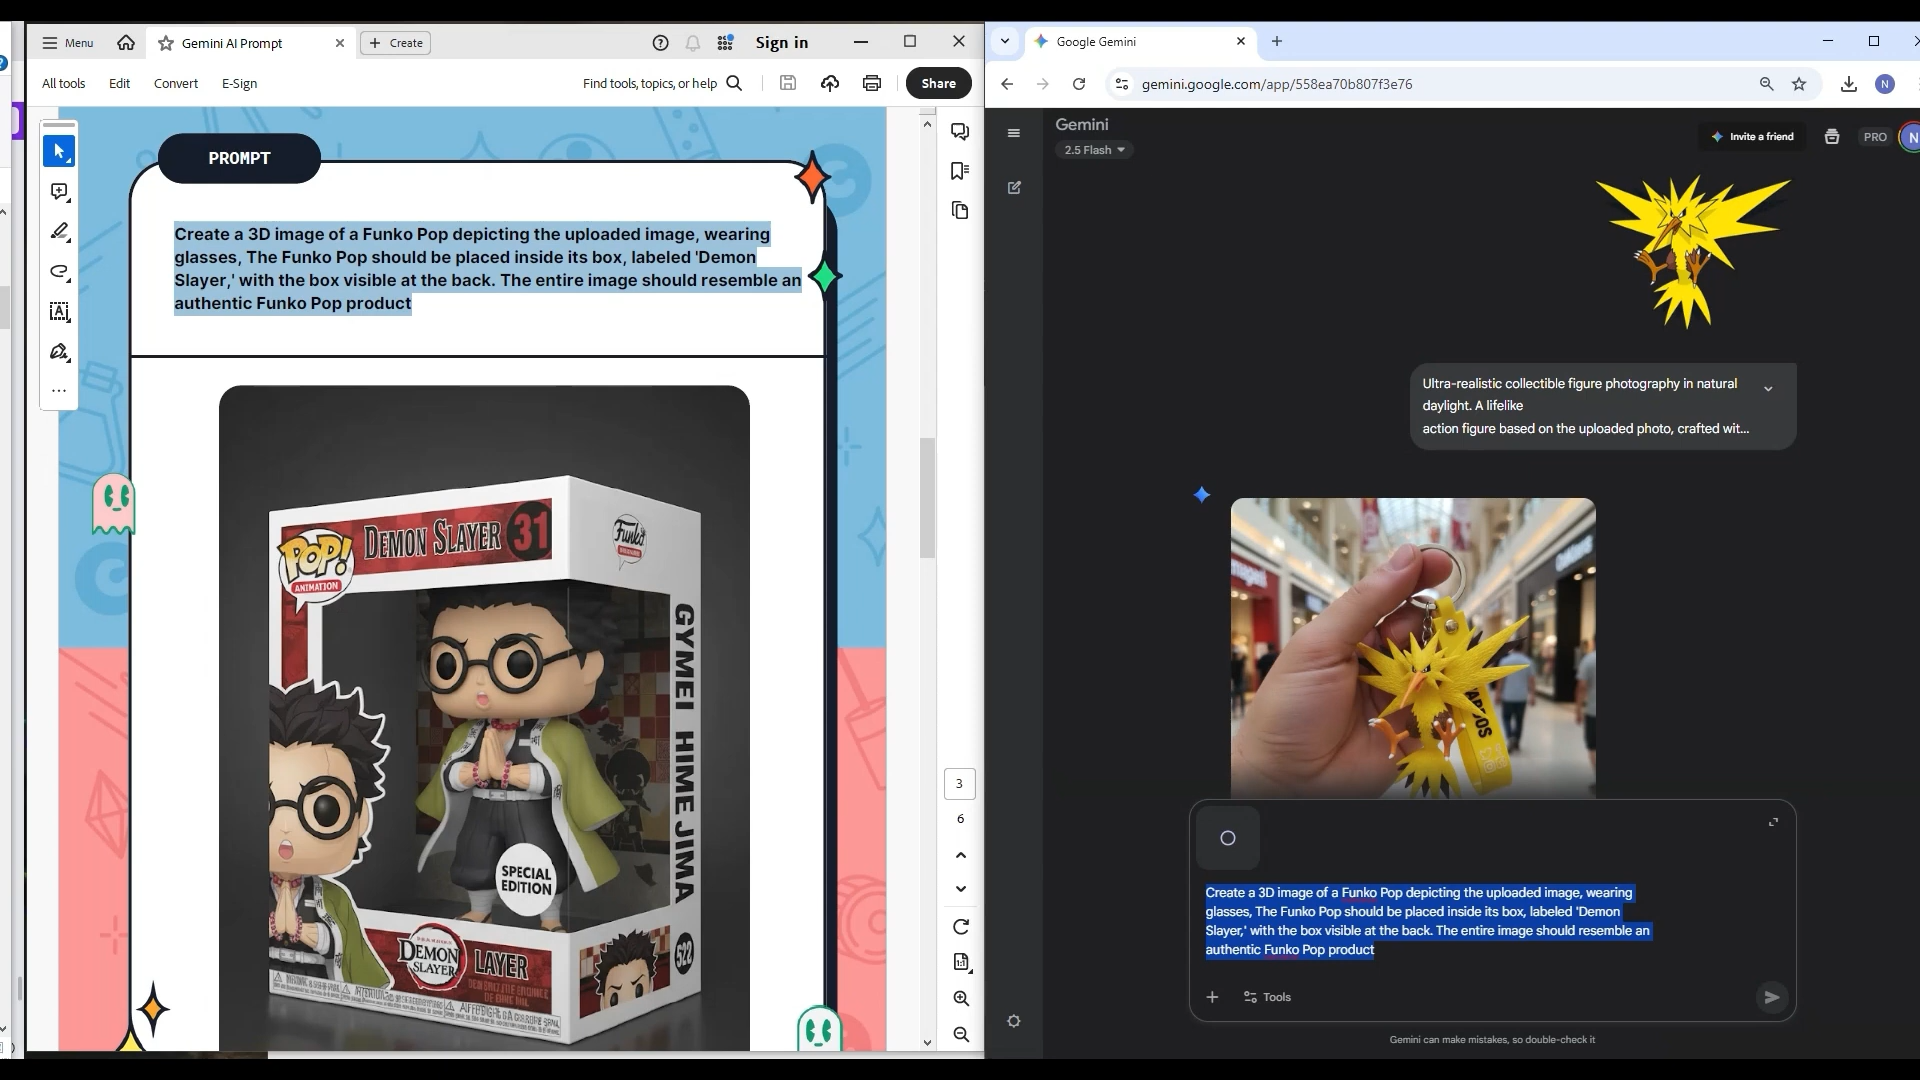 Menu
Gemini AI Prompt
Create
Sign in
All tools
Edit
Convert
E-Sign
Find tools, topics, or help
Share
PROMPT
Create a 3D image of a Funko Pop depicting the uploaded image, wearing
glasses, The Funko Pop should be placed inside its box, labeled 'Demon
Slayer,' with the box visible at the back. The entire image should resemble an
authentic Funko Pop product
POP!
ANIMATION
DEMON SLAYER 31
Funko
GYMEI HIME JIMA
SPECIAL
EDITION
DEMON
SLAYER
LAYER
522
3
6
Google Gemini
gemini.google.com/app/558ea70b807f3e76
N
Gemini
2.5 Flash
Invite a friend
PRO
N
Ultra-realistic collectible figure photography in natural
daylight. A lifelike
action figure based on the uploaded photo, crafted wit...
Create a 3D image of a Funko Pop depicting the uploaded image, wearing
glasses, The Funko Pop should be placed inside its box, labeled 'Demon
Slayer,' with the box visible at the back. The entire image should resemble an
authentic Funko Pop product
Tools
Gemini can make mistakes, so double-check it